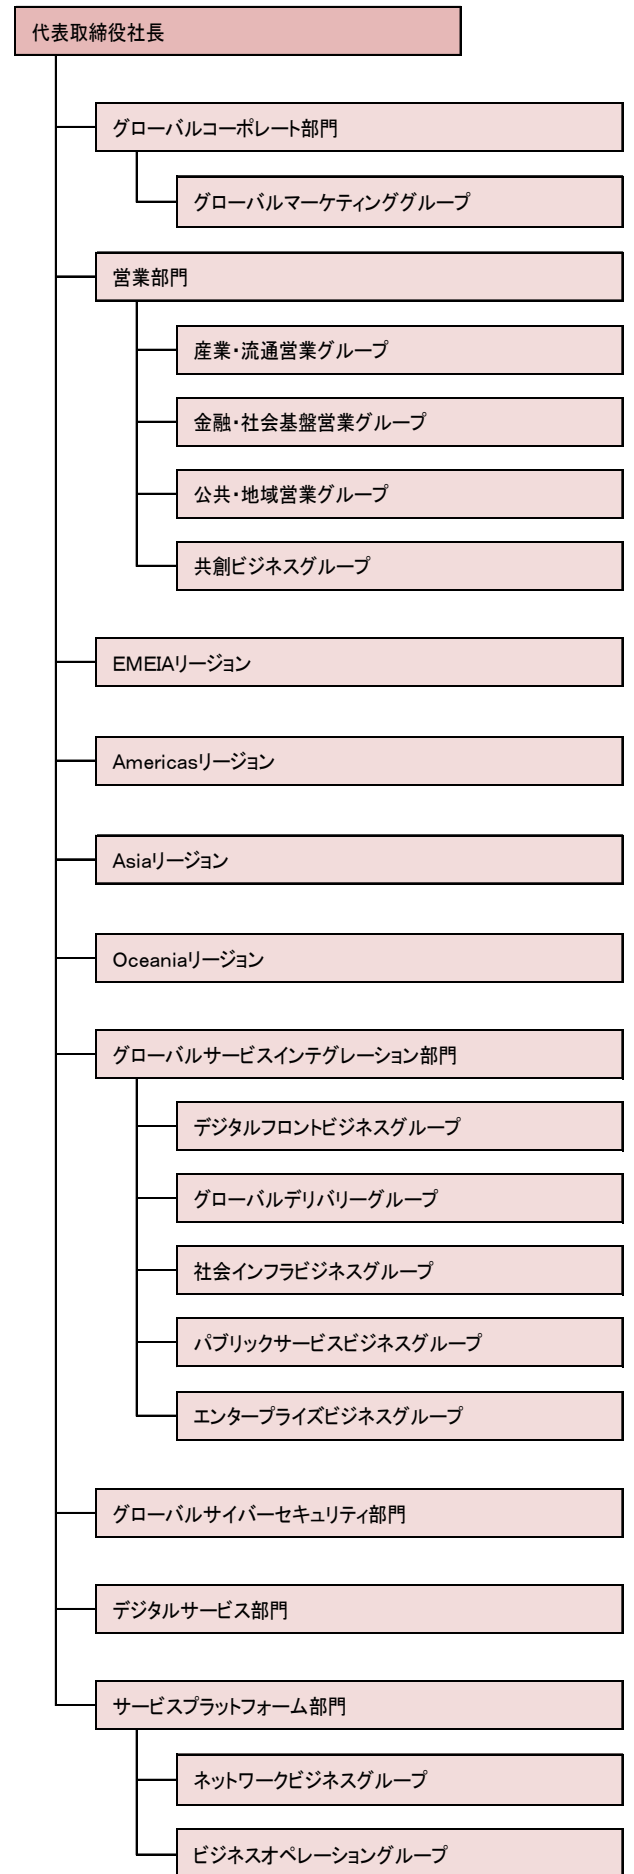 代表取締役社長
グローバルコーポレート部門
グローバルマーケティンググループ
営業部門
産業・流通営業グループ
金融・社会基盤営業グループ
公共・地域営業グループ
共創ビジネスグループ
EMEIAリージョン
Americasリージョン
Asiaリージョン
Oceaniaリージョン
グローバルサービスインテグレーション部門
デジタルフロントビジネスグループ
グローバルデリバリーグループ
社会インフラビジネスグループ
パブリックサービスビジネスグループ
エンタープライズビジネスグループ
グローバルサイバーセキュリティ部門
デジタルサービス部門
サービスプラットフォーム部門
ネットワークビジネスグループ
ビジネスオペレーショングループ